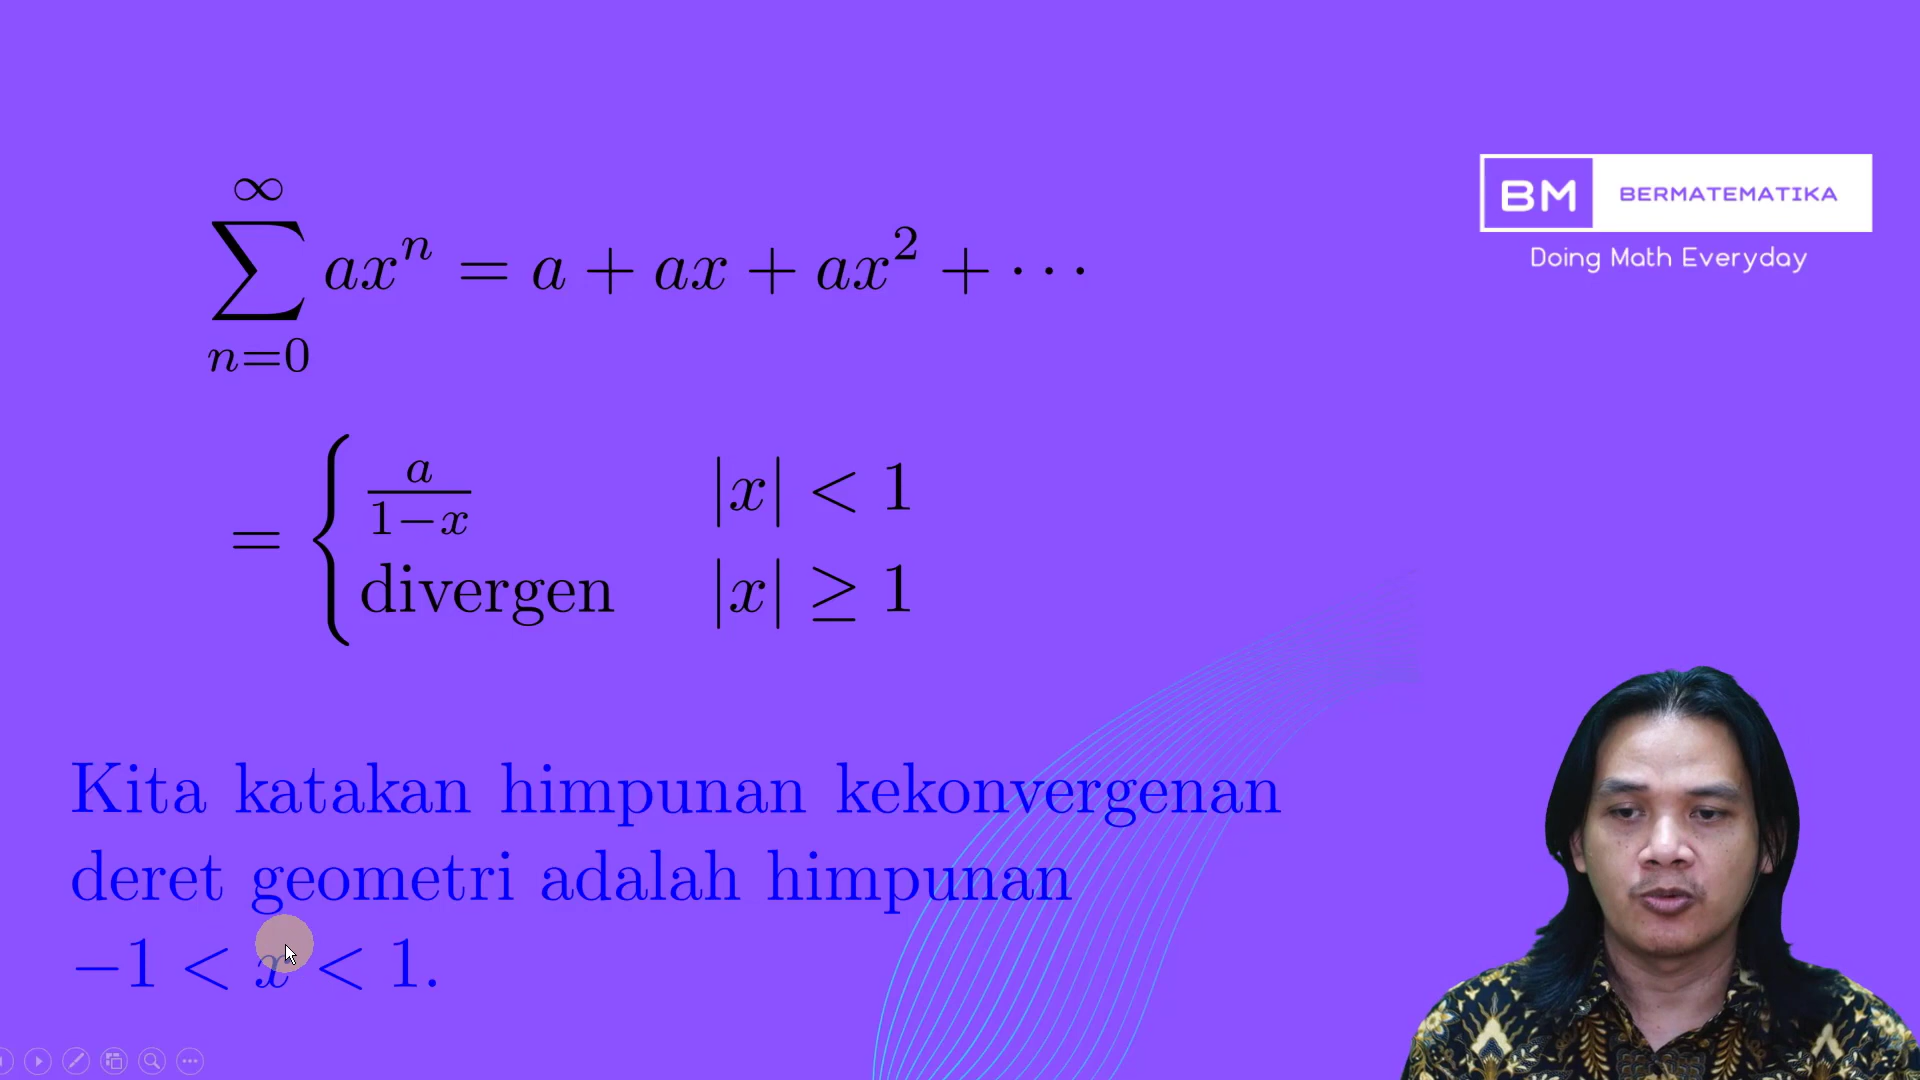 ∑_{n=0}^{∞} ax^n = a + ax + ax^2 + ⋯
BM BERMATEMATIKA
Doing Math Everyday
= { a/(1−x)    |x| < 1
divergen    |x| ≥ 1
Kita katakan himpunan kekonvergenan
deret geometri adalah himpunan
−1 < x < 1.